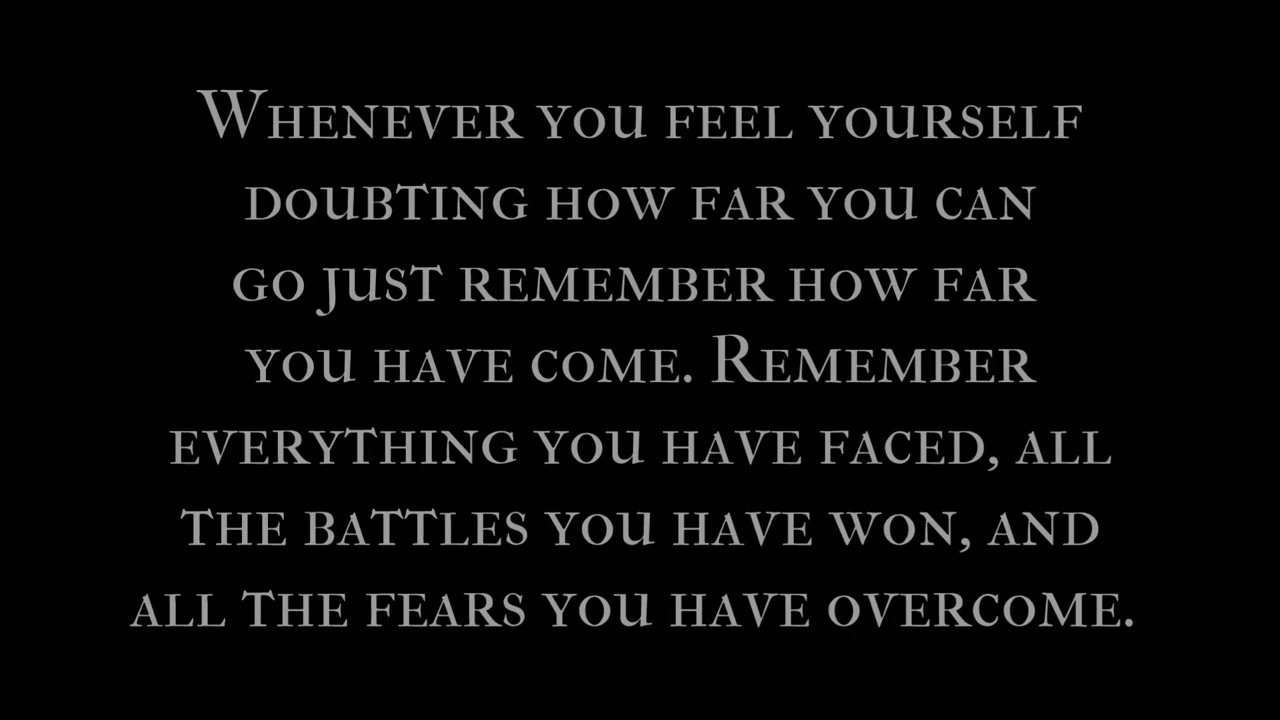 Whenever you feel yourself
doubting how far you can
go just remember how far
you have come. Remember
everything you have faced, all
the battles you have won, and
all the fears you have overcome.